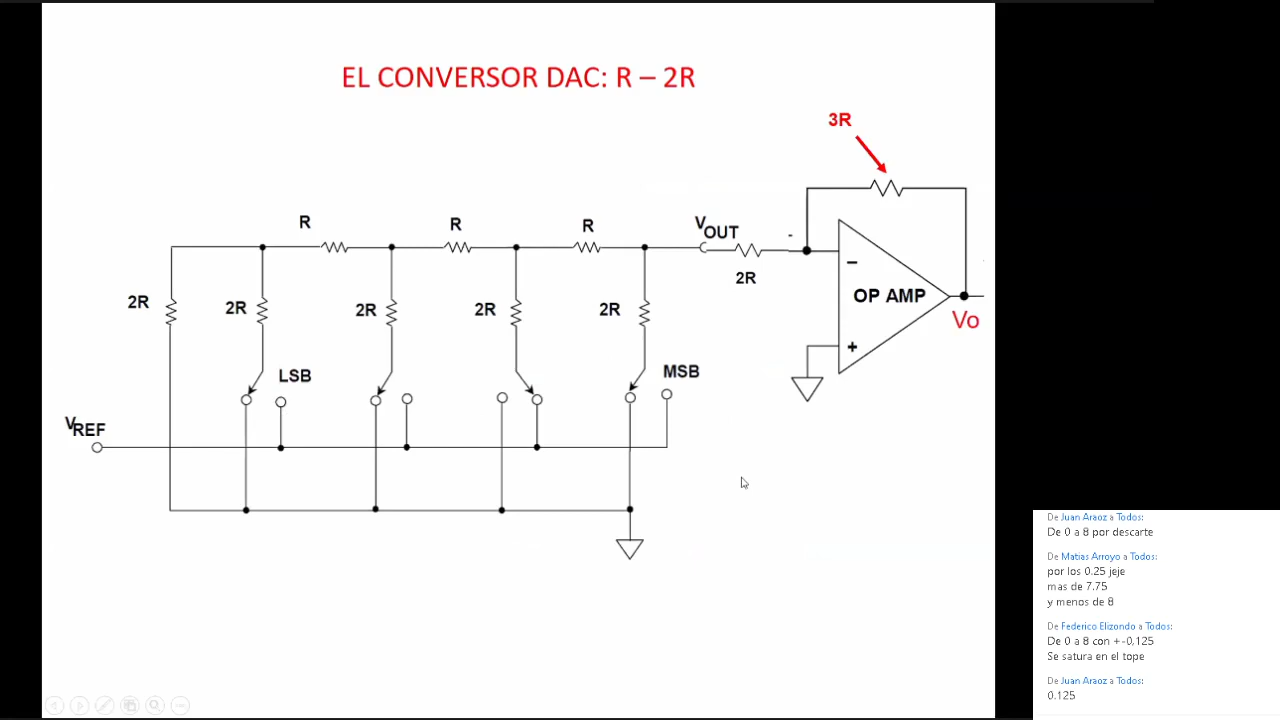 EL CONVERSOR DAC: R – 2R
3R
R
R
R
V
OUT
-
2R
2R
2R
2R
2R
2R
–
OP AMP
+
Vo
LSB
MSB
V
REF
De Juan Araoz a Todos:
De 0 a 8 por descarte
De Matias Arroyo a Todos:
por los 0.25 jeje
mas de 7.75
y menos de 8
De Federico Elizondo a Todos:
De 0 a 8 con +-0,125
Se satura en el tope
De Juan Araoz a Todos:
0.125